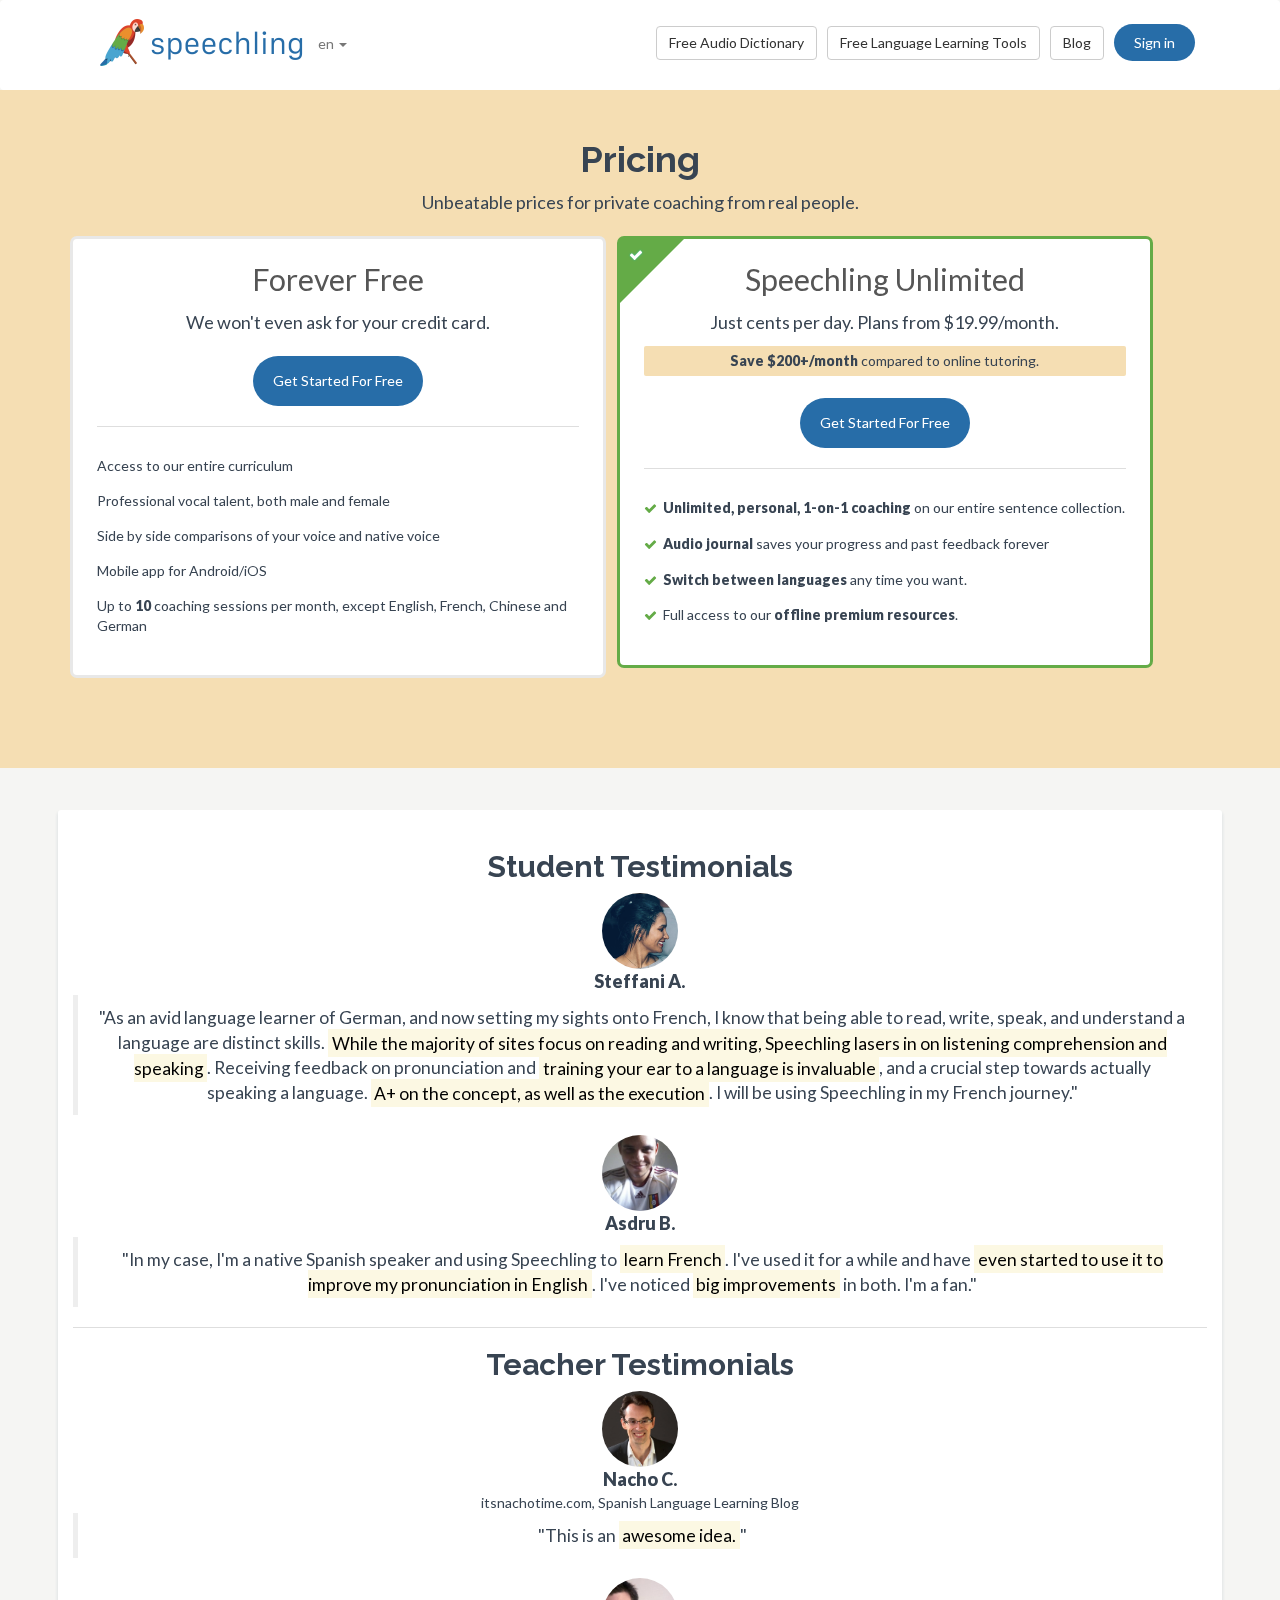 speechling en
Free Audio Dictionary
Free Language Learning Tools
Blog
Sign in
Pricing
Unbeatable prices for private coaching from real people.
Forever Free
We won't even ask for your credit card.
Get Started For Free
Access to our entire curriculum
Professional vocal talent, both male and female
Side by side comparisons of your voice and native voice
Mobile app for Android/iOS
Up to 10 coaching sessions per month, except English, French, Chinese and
German
Speechling Unlimited
Just cents per day. Plans from $19.99/month.
Save $200+/month compared to online tutoring.
Get Started For Free
Unlimited, personal, 1-on-1 coaching on our entire sentence collection.
Audio journal saves your progress and past feedback forever
Switch between languages any time you want.
Full access to our offline premium resources.
Student Testimonials
Steffani A.
"As an avid language learner of German, and now setting my sights onto French, I know that being able to read, write, speak, and understand a
language are distinct skills. While the majority of sites focus on reading and writing, Speechling lasers in on listening comprehension and
speaking. Receiving feedback on pronunciation and training your ear to a language is invaluable, and a crucial step towards actually
speaking a language. A+ on the concept, as well as the execution. I will be using Speechling in my French journey."
Asdru B.
"In my case, I'm a native Spanish speaker and using Speechling to learn French. I've used it for a while and have even started to use it to
improve my pronunciation in English. I've noticed big improvements in both. I'm a fan."
Teacher Testimonials
Nacho C.
itsnachotime.com, Spanish Language Learning Blog
"This is an awesome idea."